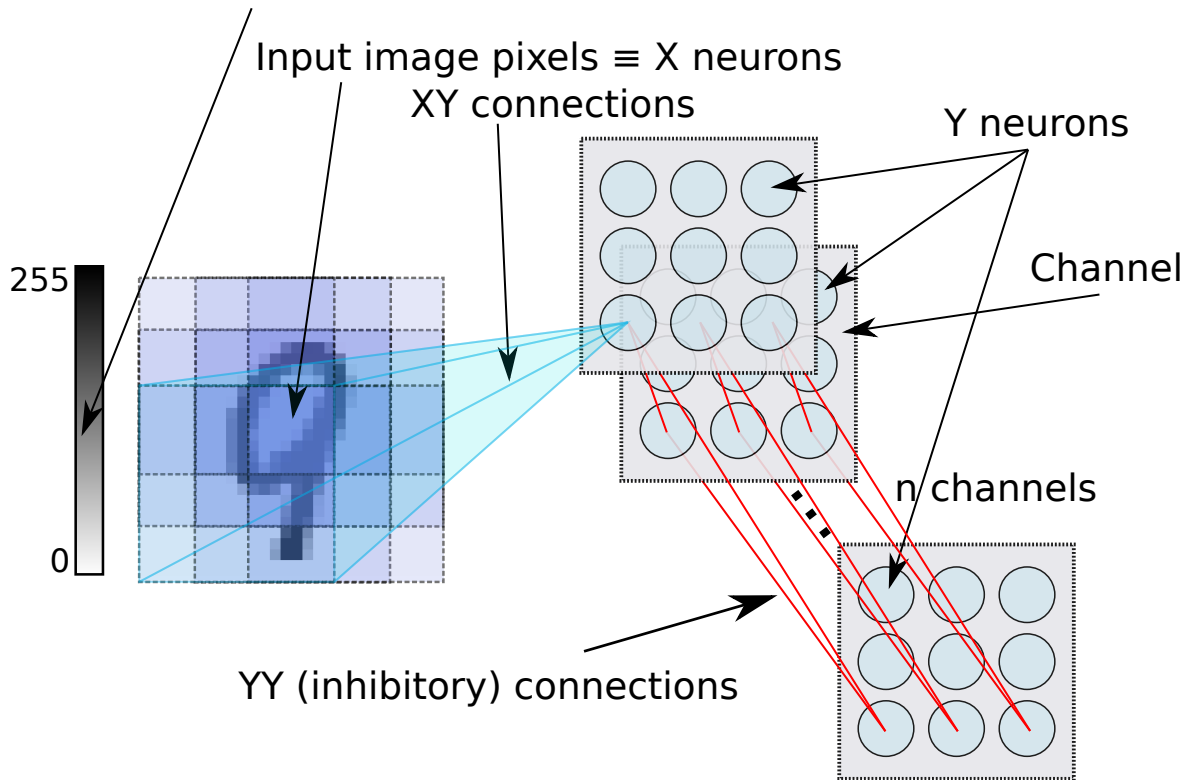 Input image pixels ≡ X neurons
XY connections
Y neurons
Channel
255
0
n channels
YY (inhibitory) connections